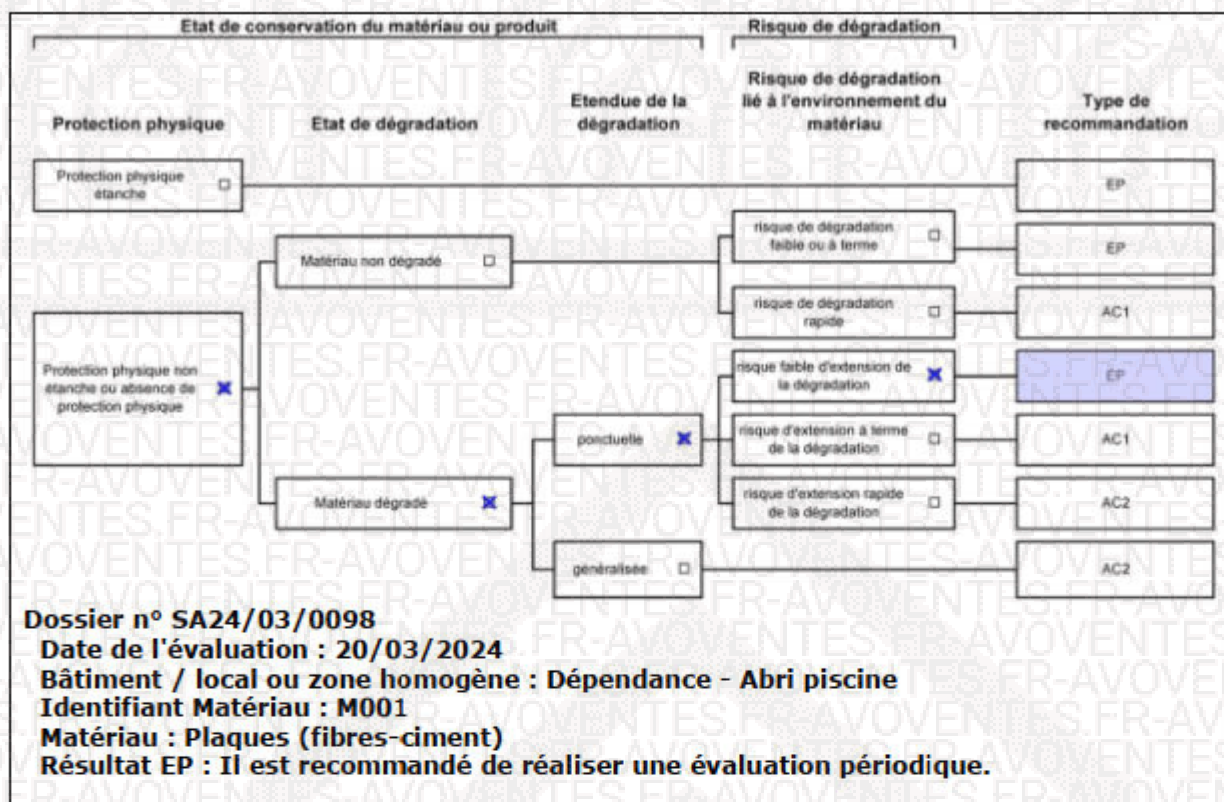 Etat de conservation du matériau ou produit
Risque de dégradation
Protection physique
Etat de dégradation
Etendue de la
dégradation
Risque de dégradation
lié à l'environnement du
matériau
Type de
recommandation
Protection physique
étanche
EP
risque de dégradation
faible ou à terme
EP
Matériau non dégradé
risque de dégradation
rapide
AC1
Protection physique non
étanche ou absence de
protection physique
risque faible d'extension de
la dégradation
EP
ponctuelle
risque d'extension à terme
de la dégradation
AC1
Matériau dégradé
risque d'extension rapide
de la dégradation
AC2
généralisée
AC2
Dossier n° SA24/03/0098
Date de l'évaluation : 20/03/2024
Bâtiment / local ou zone homogène : Dépendance - Abri piscine
Identifiant Matériau : M001
Matériau : Plaques (fibres-ciment)
Résultat EP : Il est recommandé de réaliser une évaluation périodique.
AVOVENTES.FR